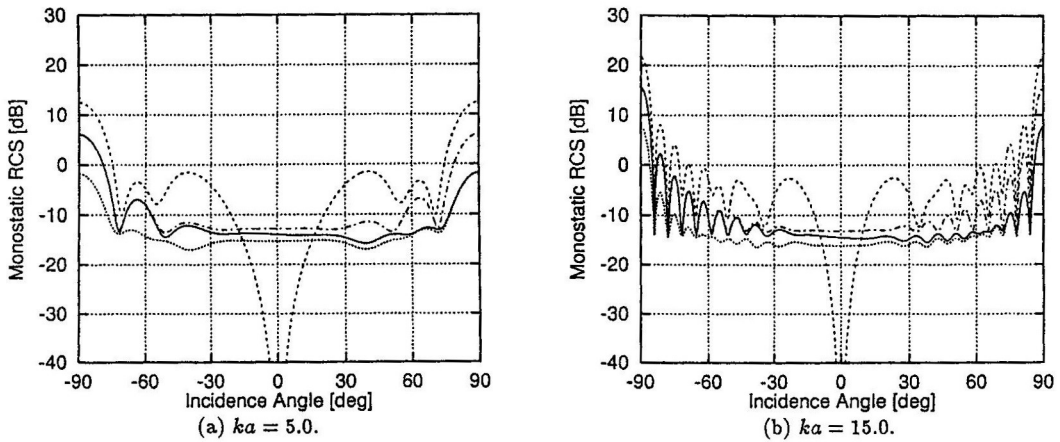 30
20
10
0
-10
-20
-30
-40
Monostatic RCS [dB]
-90 -60 -30 0 30 60 90
Incidence Angle [deg]
(a) ka = 5.0.
30
20
10
0
-10
-20
-30
-40
Monostatic RCS [dB]
-90 -60 -30 0 30 60 90
Incidence Angle [deg]
(b) ka = 15.0.